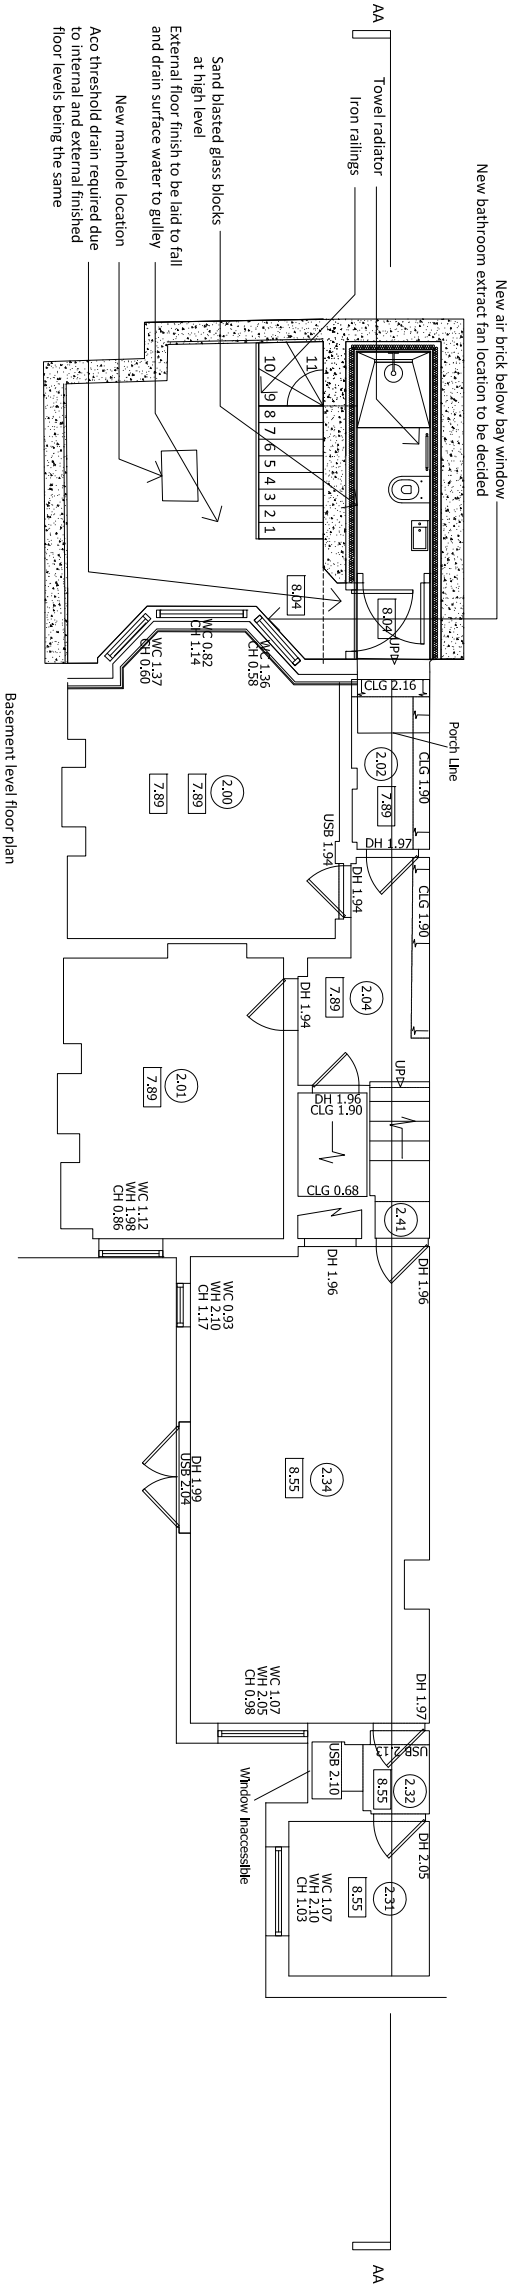 AA
New air brick below bay window
New bathroom extract fan location to be decided
Towel radiator
Iron railings
Sand blasted glass blocks
at high level
External floor finish to be laid to fall
and drain surface water to gulley
New manhole location
Aco threshold drain required due
to internal and external finished
floor levels being the same
11
10
9
8
7
6
5
4
3
2
1
8.04
8.04
UP
WC 1.36
CH 0.58
WC 0.82
CH 1.14
WC 1.37
CH 0.60
CLG 2.16
Porch Line
CLG 1.90
2.02
7.89
2.00
7.89
7.89
DH 1.97
USB 1.94
DH 1.94
CLG 1.90
2.04
7.89
DH 1.94
UP
DH 1.96
CLG 1.90
2.01
7.89
CLG 0.68
2.41
WC 1.12
WH 1.98
CH 0.86
DH 1.96
DH 1.96
WC 0.93
WH 2.10
CH 1.17
DH 1.99
USB 2.04
2.34
8.55
DH 1.97
WC 1.07
WH 2.05
CH 0.98
USB 2.13
USB 2.10
2.32
8.55
Window Inaccessible
DH 2.05
2.31
8.55
WC 1.07
WH 2.10
CH 1.03
AA
Basement level floor plan